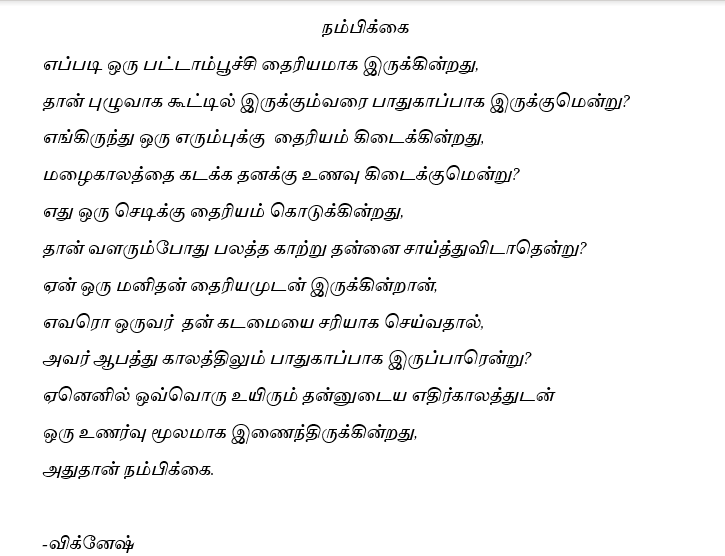 நம்பிக்கை
எப்படி ஒரு பட்டாம்பூச்சி தைரியமாக இருக்கின்றது,
தான் புழுவாக கூட்டில் இருக்கும்வரை பாதுகாப்பாக இருக்குமென்று?
எங்கிருந்து ஒரு எரும்புக்கு தைரியம் கிடைக்கின்றது,
மழைகாலத்தை கடக்க தனக்கு உணவு கிடைக்குமென்று?
எது ஒரு செடிக்கு தைரியம் கொடுக்கின்றது,
தான் வளரும்போது பலத்த காற்று தன்னை சாய்த்துவிடாதென்று?
ஏன் ஒரு மனிதன் தைரியமுடன் இருக்கின்றான்,
எவரொ ஒருவர் தன் கடமையை சரியாக செய்வதால்,
அவர் ஆபத்து காலத்திலும் பாதுகாப்பாக இருப்பாரென்று?
ஏனெனில் ஒவ்வொரு உயிரும் தன்னுடைய எதிர்காலத்துடன்
ஒரு உணர்வு மூலமாக இணைந்திருக்கின்றது,
அதுதான் நம்பிக்கை.
-விக்னேஷ்